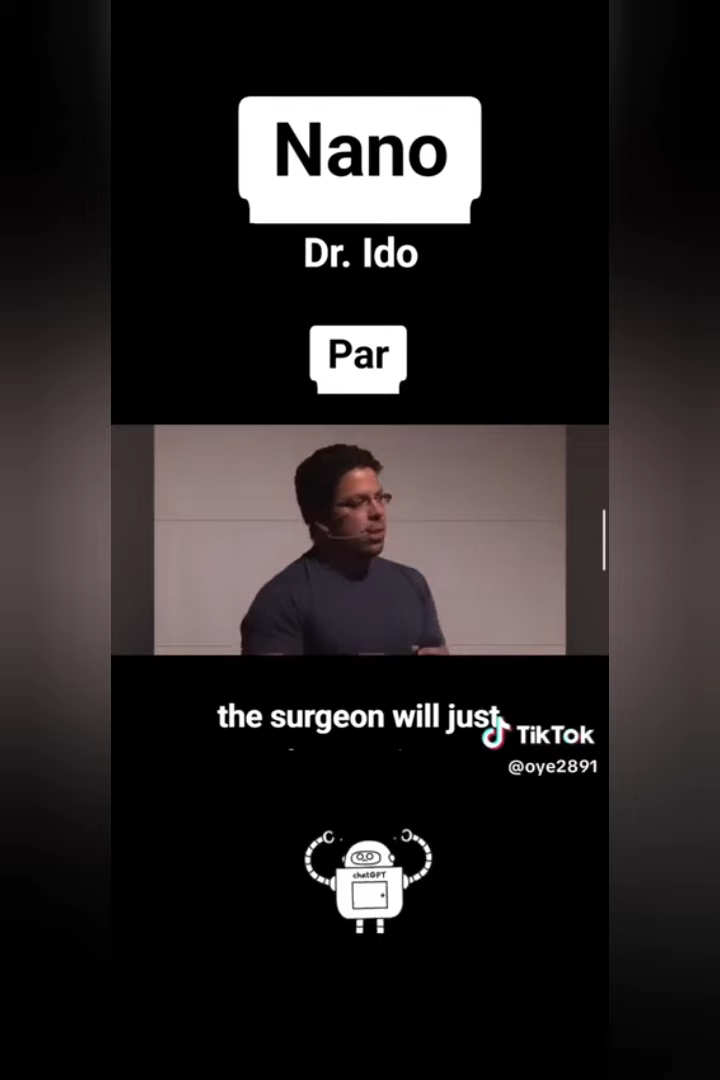 Nano
Dr. Ido
Par
the surgeon will just
TikTok
@oye2891
chatGPT